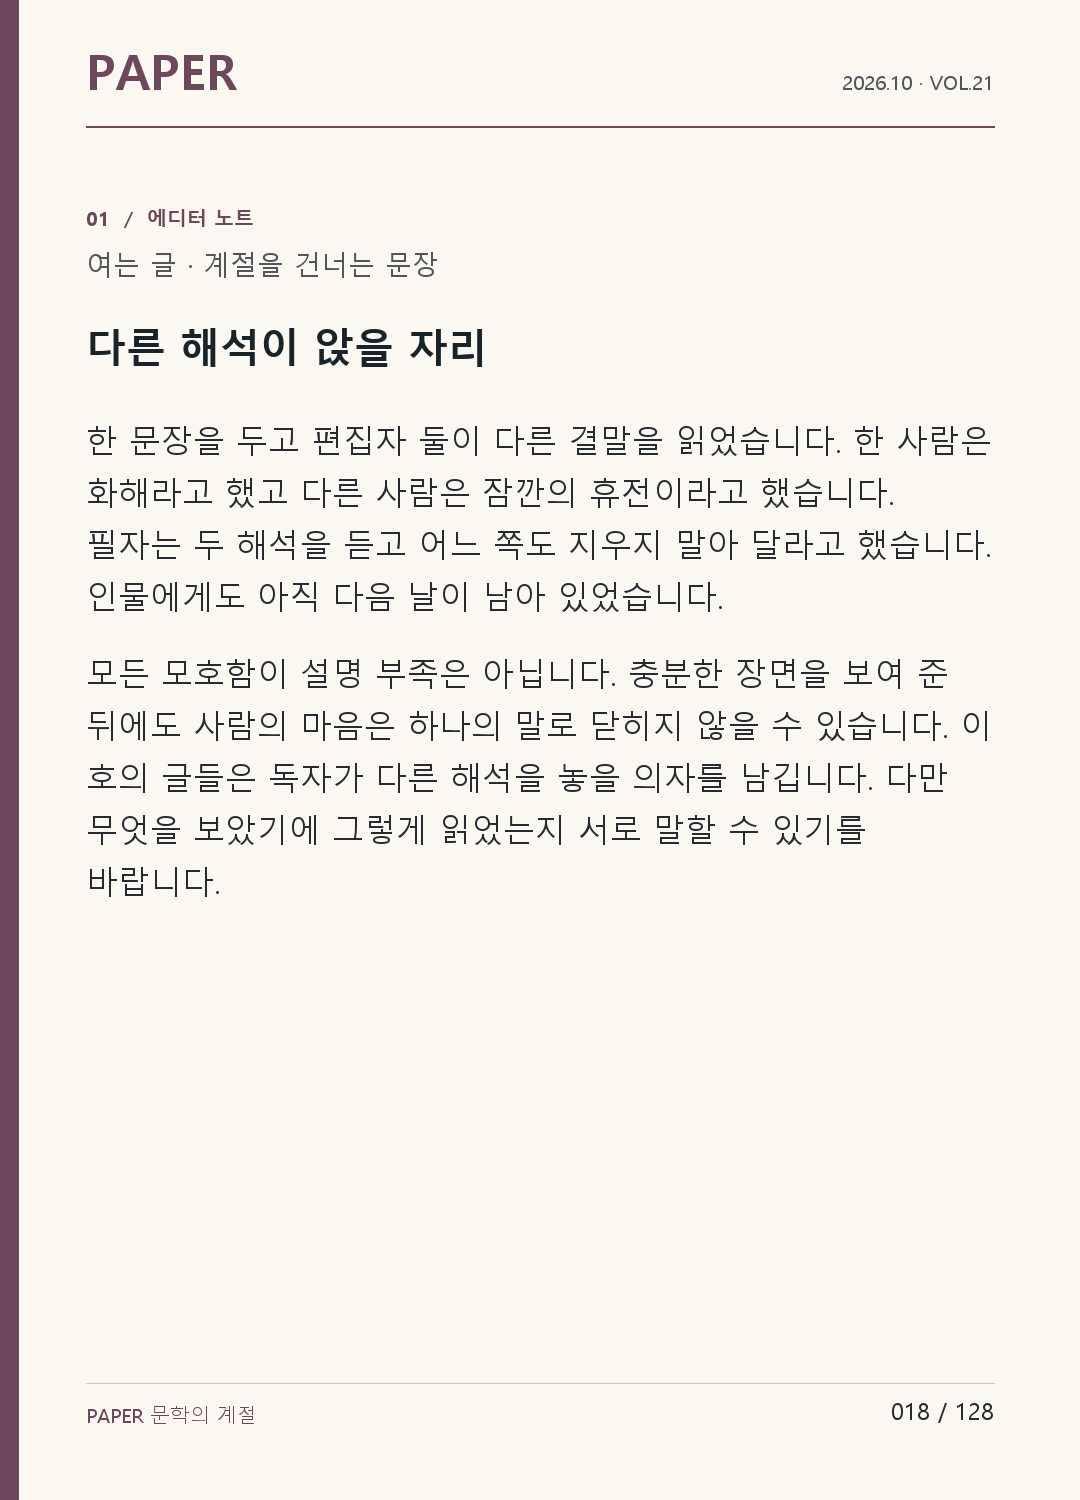 PAPER
2026.10 · VOL.21
01 / 에디터 노트
여는 글 · 계절을 건너는 문장
다른 해석이 앉을 자리
한 문장을 두고 편집자 둘이 다른 결말을 읽었습니다. 한 사람은
화해라고 했고 다른 사람은 잠깐의 휴전이라고 했습니다.
필자는 두 해석을 듣고 어느 쪽도 지우지 말아 달라고 했습니다.
인물에게도 아직 다음 날이 남아 있었습니다.
모든 모호함이 설명 부족은 아닙니다. 충분한 장면을 보여 준
뒤에도 사람의 마음은 하나의 말로 닫히지 않을 수 있습니다. 이
호의 글들은 독자가 다른 해석을 놓을 의자를 남깁니다. 다만
무엇을 보았기에 그렇게 읽었는지 서로 말할 수 있기를
바랍니다.
PAPER 문학의 계절
018 / 128